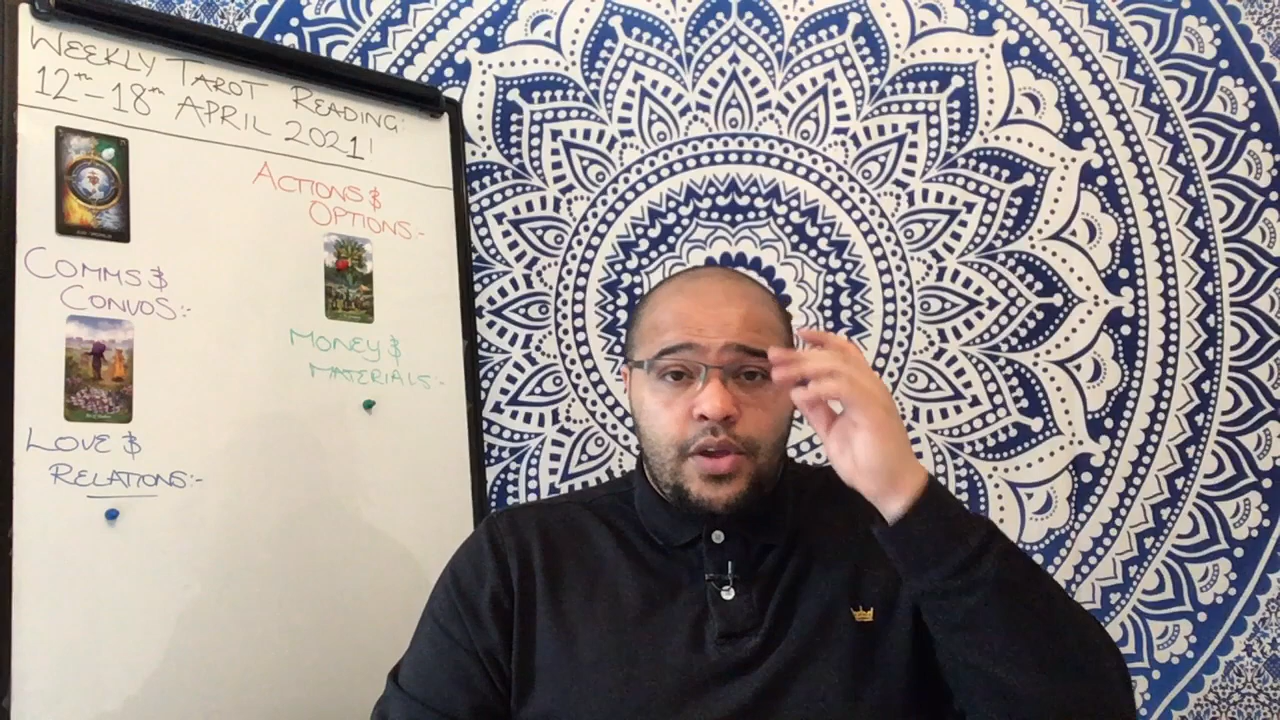 WEEKLY TAROT READING:
12th - 18th APRIL 2021!
ACTIONS &
OPTIONS:-
COMMS &
CONVOS:-
MONEY &
MATERIALS:-
LOVE &
RELATIONS:-